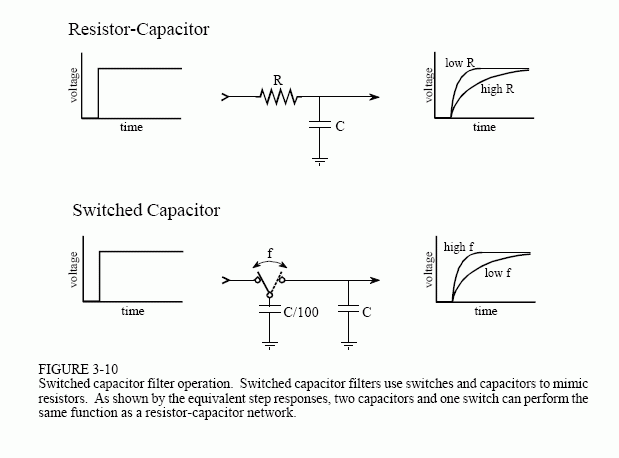 Resistor-Capacitor
voltage
time
R
C
voltage
low R
high R
time
Switched Capacitor
voltage
time
f
C/100
C
voltage
high f
low f
time
FIGURE 3-10
Switched capacitor filter operation. Switched capacitor filters use switches and capacitors to mimic
resistors. As shown by the equivalent step responses, two capacitors and one switch can perform the
same function as a resistor-capacitor network.